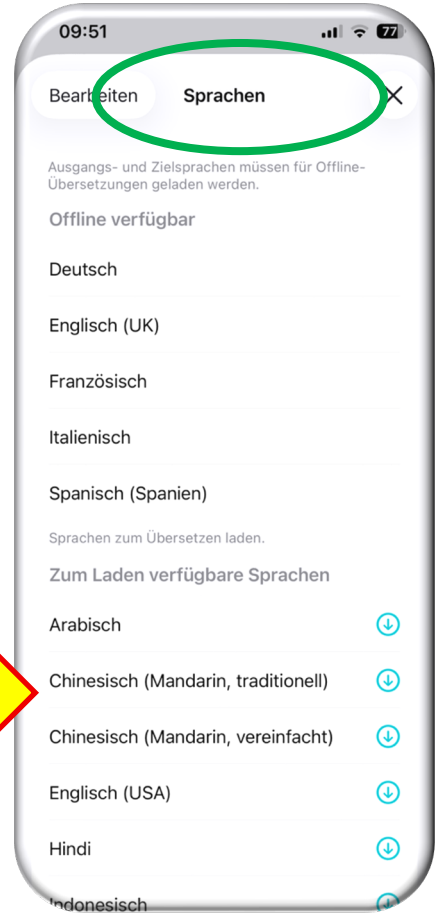 09:51
77
Bearbeiten Sprachen
Ausgangs- und Zielsprachen müssen für Offline-
Übersetzungen geladen werden.
Offline verfügbar
Deutsch
Englisch (UK)
Französisch
Italienisch
Spanisch (Spanien)
Sprachen zum Übersetzen laden.
Zum Laden verfügbare Sprachen
Arabisch
Chinesisch (Mandarin, traditionell)
Chinesisch (Mandarin, vereinfacht)
Englisch (USA)
Hindi
Indonesisch